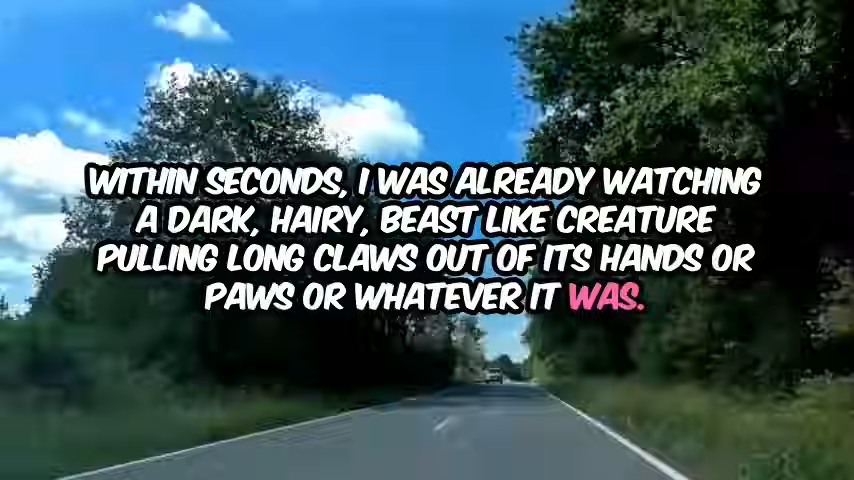 WITHIN SECONDS, I WAS ALREADY WATCHING
A DARK, HAIRY, BEAST LIKE CREATURE
PULLING LONG CLAWS OUT OF ITS HANDS OR
PAWS OR WHATEVER IT WAS.